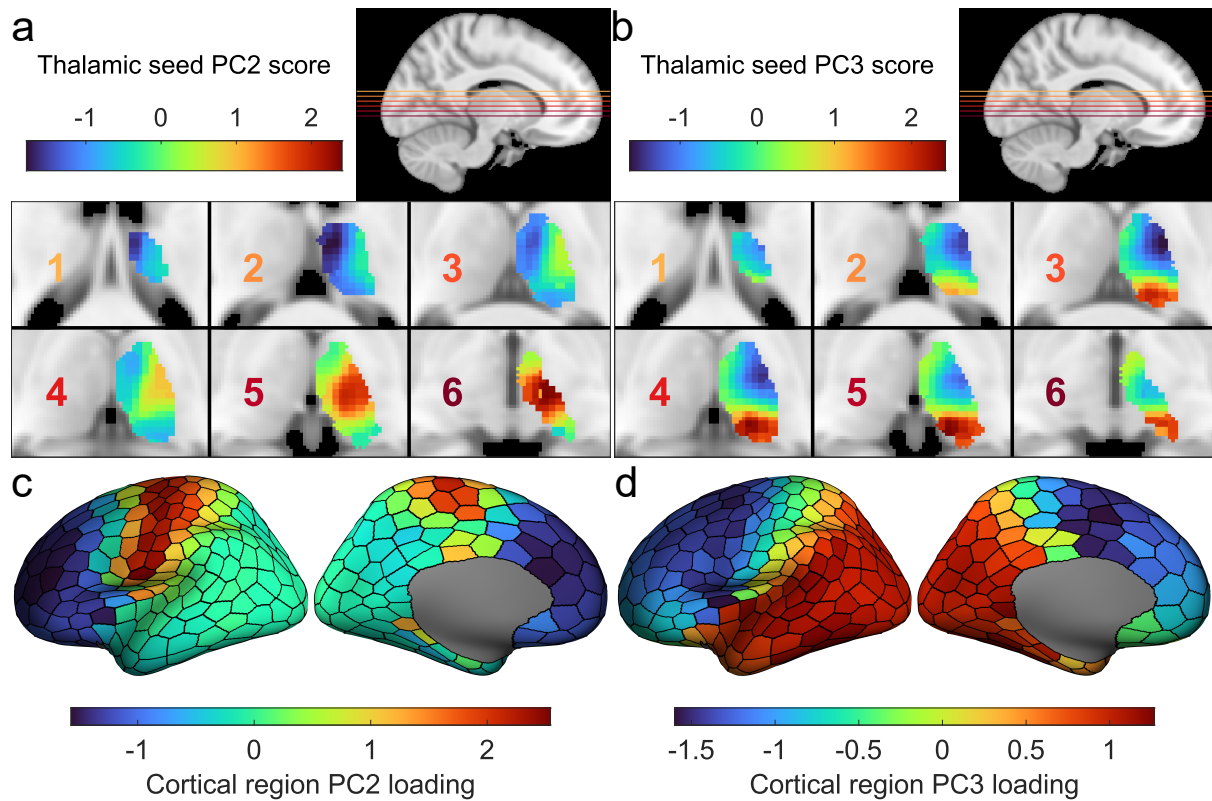 a
Thalamic seed PC2 score
-1 0 1 2
1 2 3
4 5 6
b
Thalamic seed PC3 score
-1 0 1 2
1 2 3
4 5 6
c
-1 0 1 2
Cortical region PC2 loading
d
-1.5 -1 -0.5 0 0.5 1
Cortical region PC3 loading